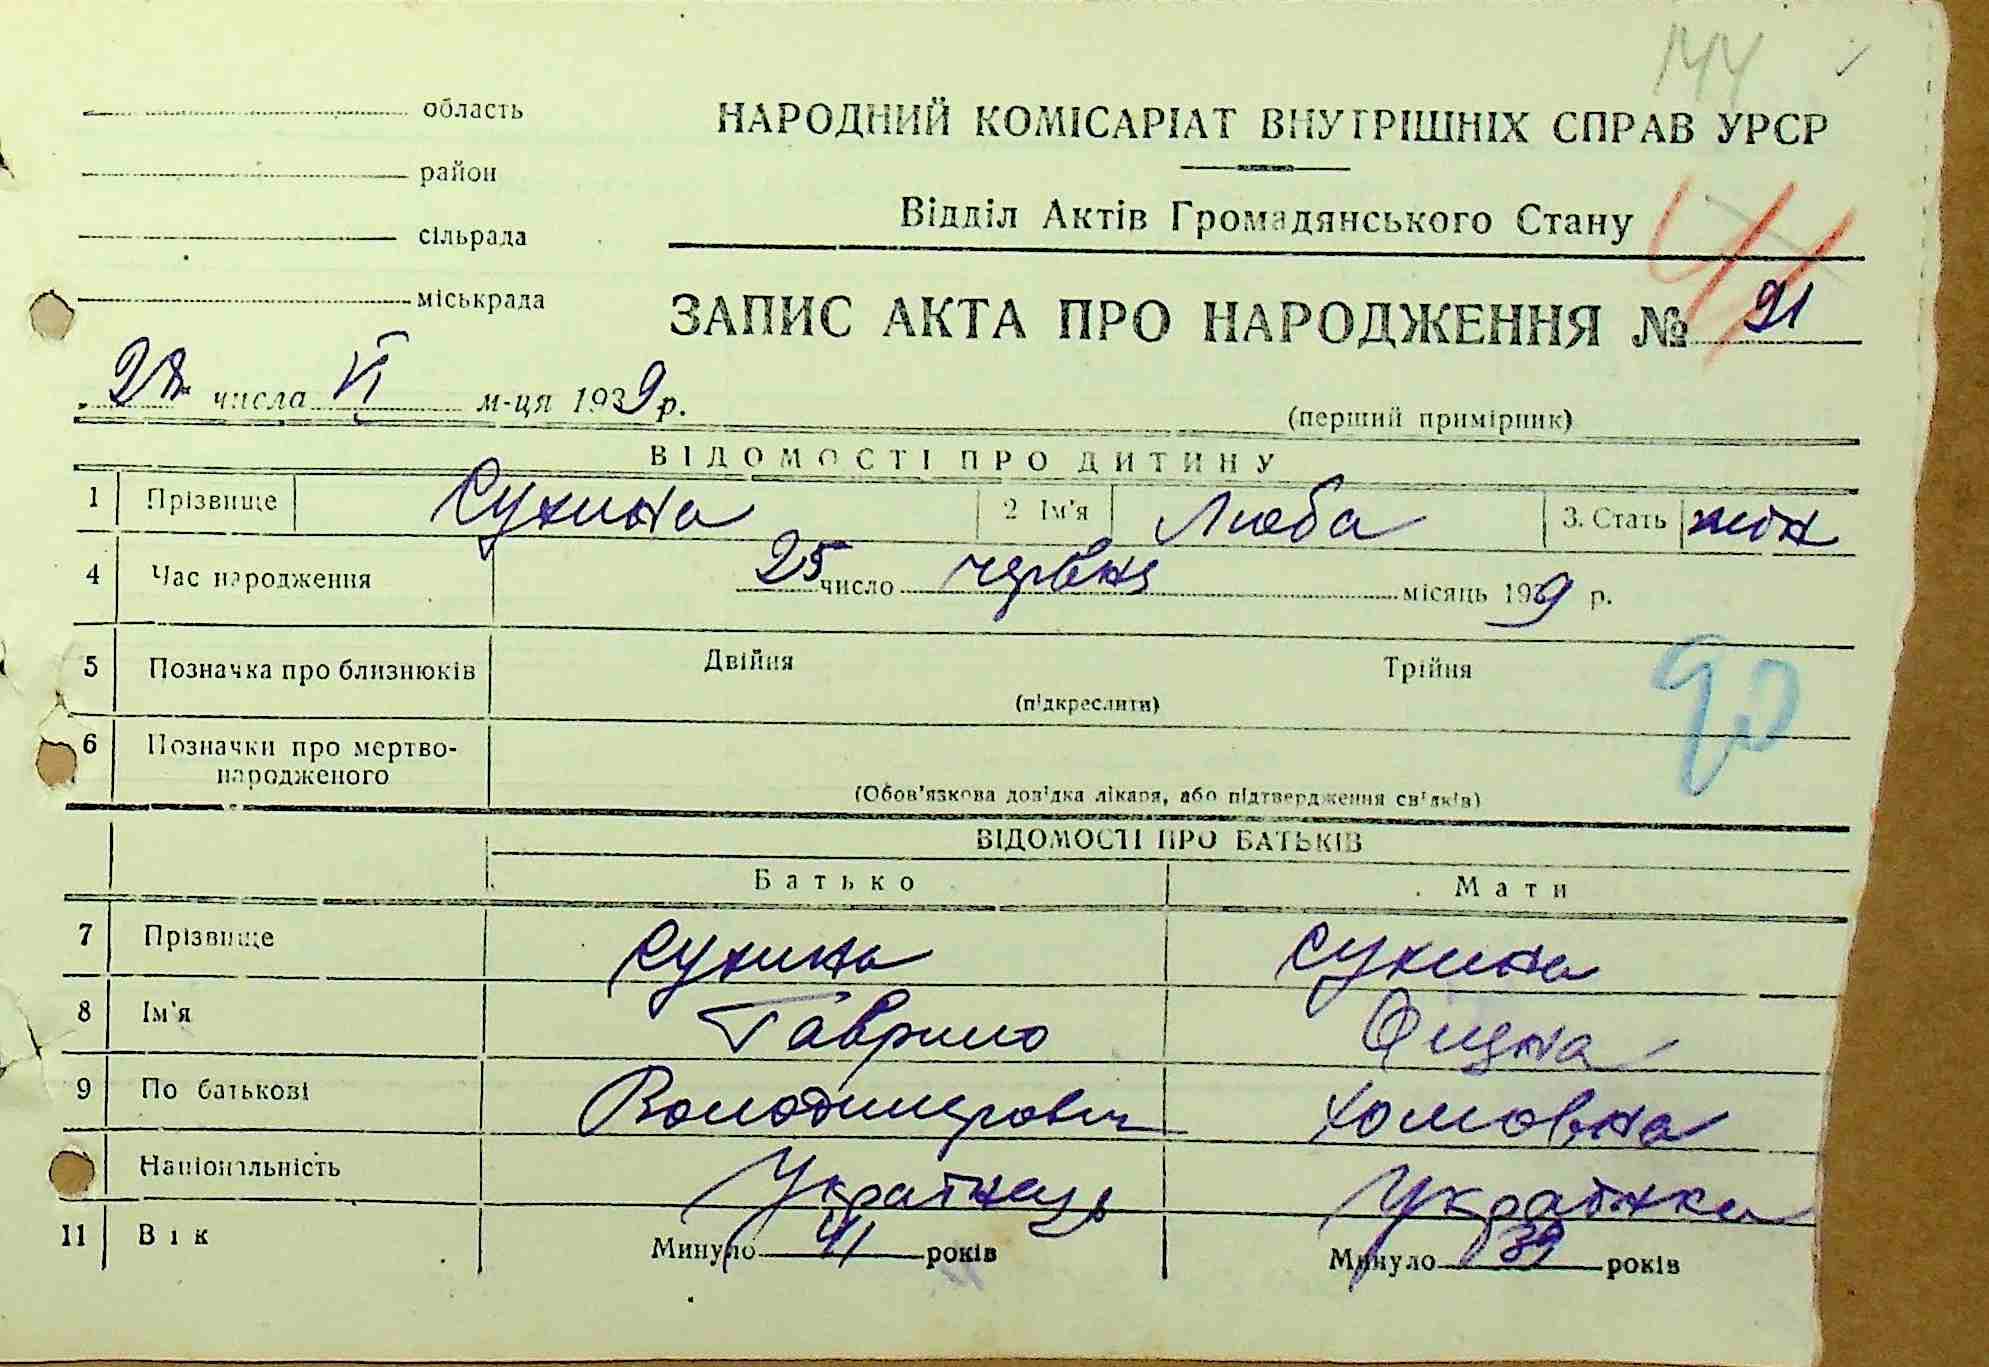 144
область
НАРОДНИЙ КОМІСАРІАТ ВНУТРІШНІХ СПРАВ УРСР
район
Відділ Актів Громадянського Стану
сільрада
міськрада
ЗАПИС АКТА ПРО НАРОДЖЕННЯ № 91
28 числа VI м-ця 1939 р.
(перший примірник)
ВІДОМОСТІ ПРО ДИТИНУ
1 Прізвище Сухина 2 Ім'я Люба 3. Стать жін
4 Час народження 25 число червня місяць 1939 р.
5 Позначка про близнюків Двійня Трійня
(підкреслити)
90
6 Позначки про мертво-
народженого
(Обов'язкова довідка лікаря, або підтвердження свідків)
ВІДОМОСТІ ПРО БАТЬКІВ
Батько Мати
7 Прізвище Сухина Сухина
8 Ім'я Гаврило
9 По батькові Володимирович Хомовна
Національність Українець Українка
11 Вік Минуло 41 років Минуло 39 років